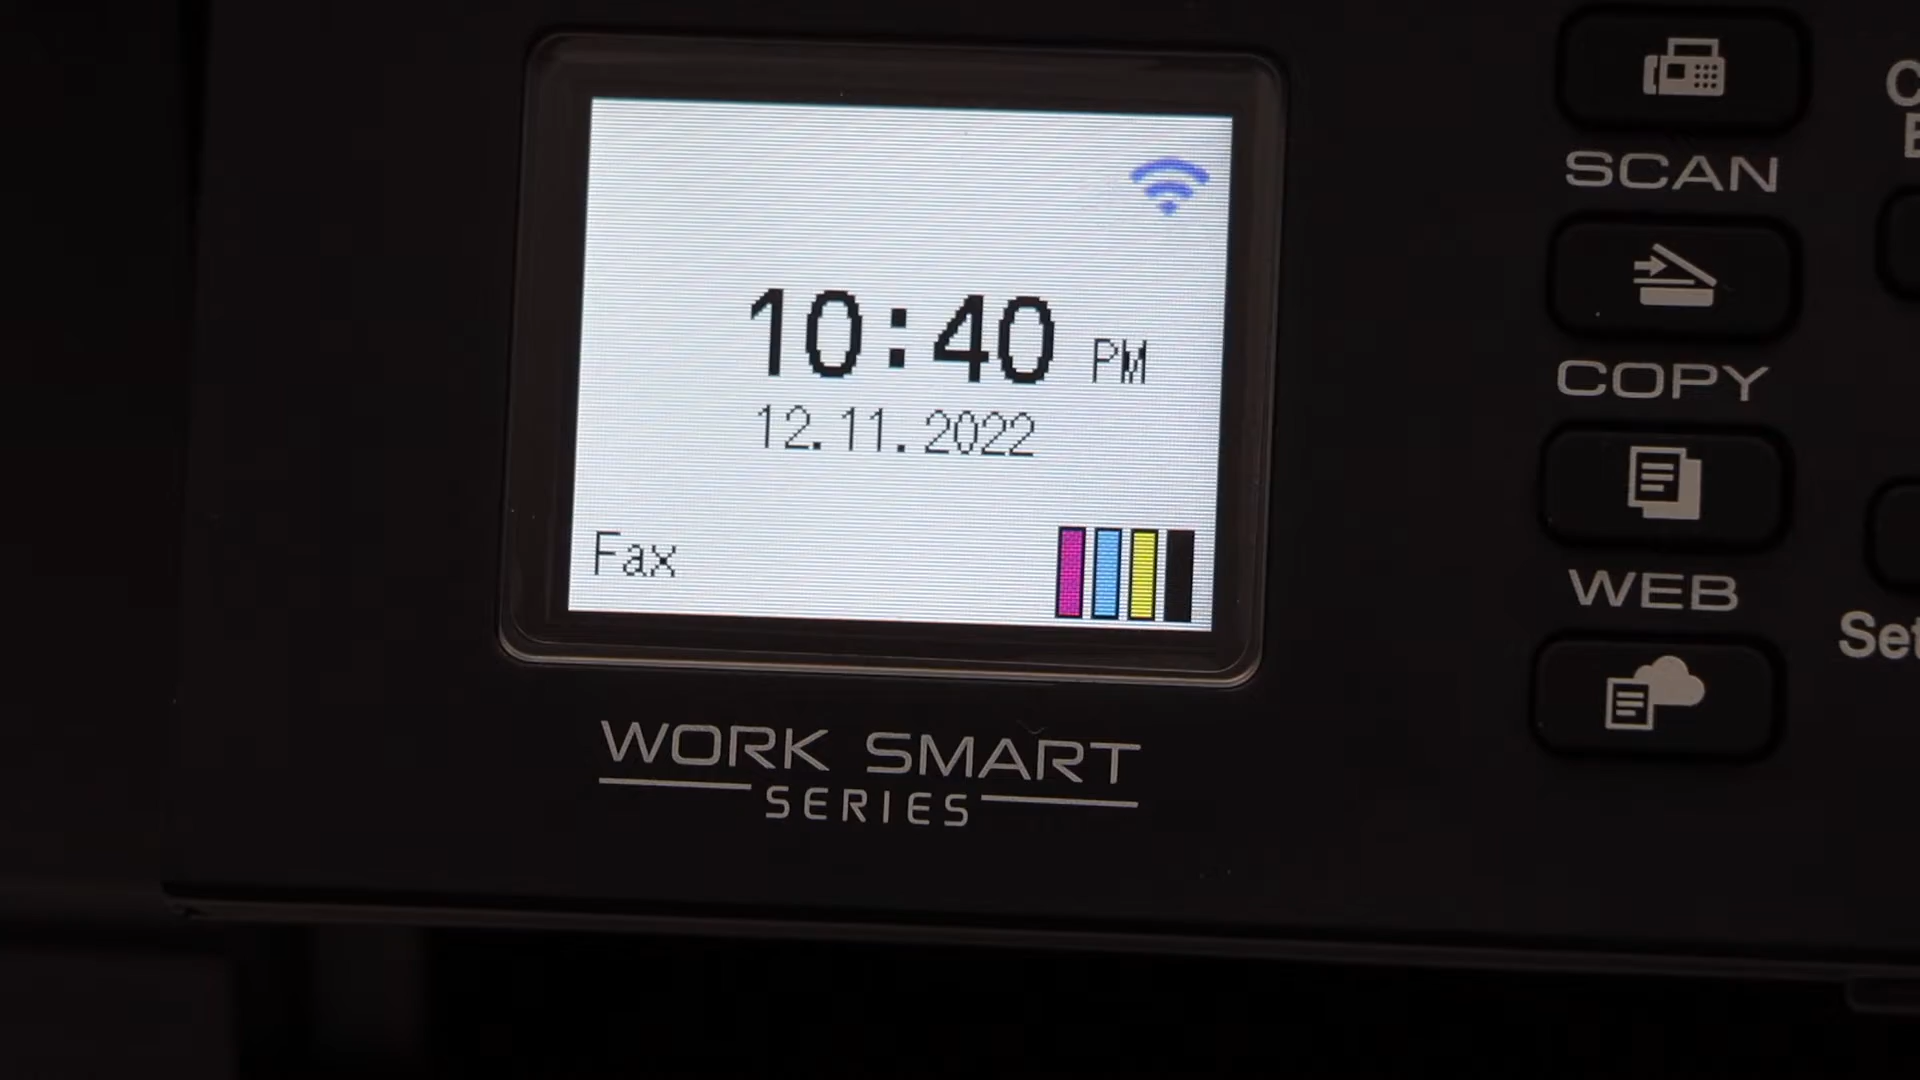 10:40 PM
12.11.2022
Fax
WORK SMART
SERIES
SCAN
COPY
WEB